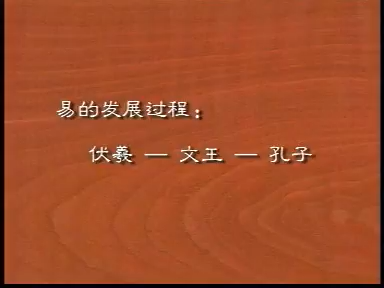 易的发展过程：
伏羲 — 文王 — 孔子